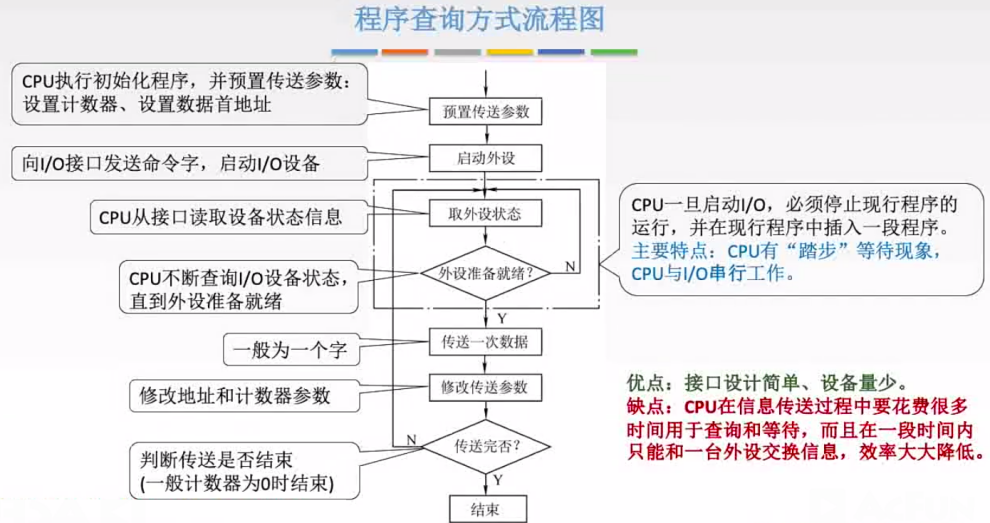 程序查询方式流程图
CPU执行初始化程序，并预置传送参数：
设置计数器、设置数据首地址
预置传送参数
向I/O接口发送命令字，启动I/O设备
启动外设
CPU从接口读取设备状态信息
取外设状态
CPU不断查询I/O设备状态，
直到外设准备就绪
外设准备就绪？
N
Y
CPU一旦启动I/O，必须停止现行程序的
运行，并在现行程序中插入一段程序。
主要特点：CPU有“踏步”等待现象，
CPU与I/O串行工作。
一般为一个字
传送一次数据
修改地址和计数器参数
修改传送参数
判断传送是否结束
(一般计数器为0时结束)
传送完否？
N
Y
结束
优点：接口设计简单、设备量少。
缺点：CPU在信息传送过程中要花费很多
时间用于查询和等待，而且在一段时间内
只能和一台外设交换信息，效率大大降低。